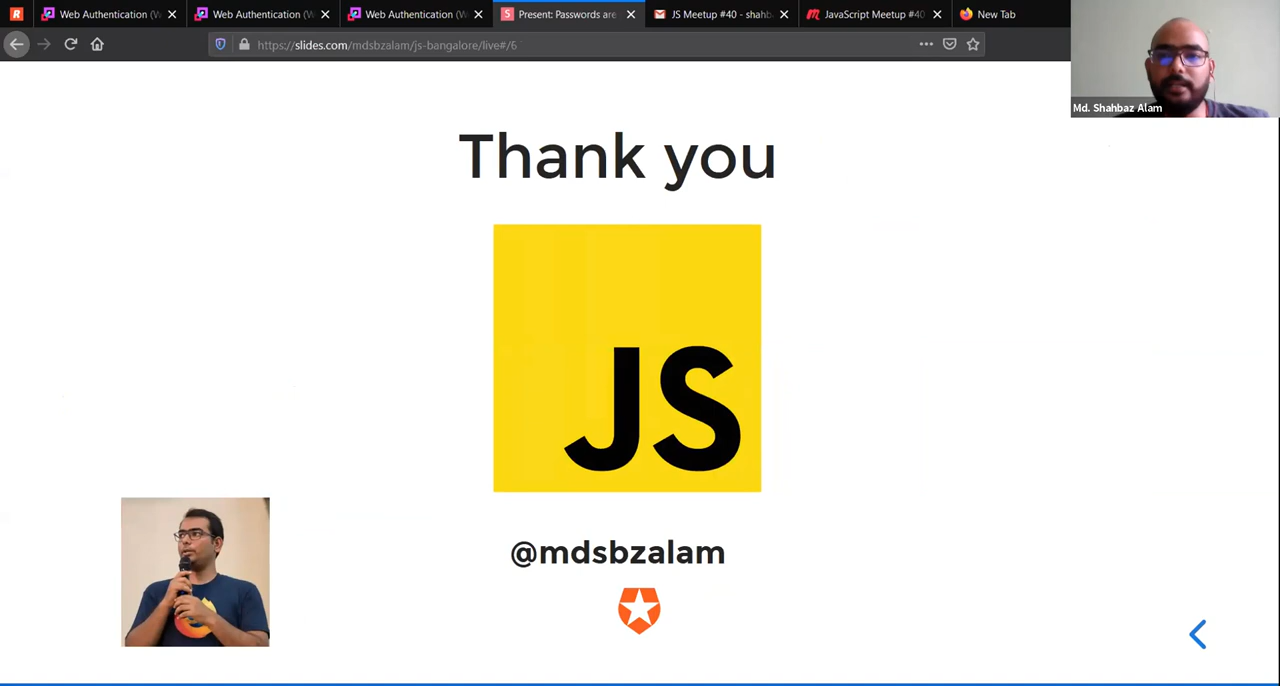 Web Authentication (W
Web Authentication (W
Web Authentication (W
Present: Passwords are
JS Meetup #40 - shahb
JavaScript Meetup #40
New Tab
https://slides.com/mdsbzalam/js-bangalore/live#/6
Md. Shahbaz Alam
Thank you
JS
@mdsbzalam